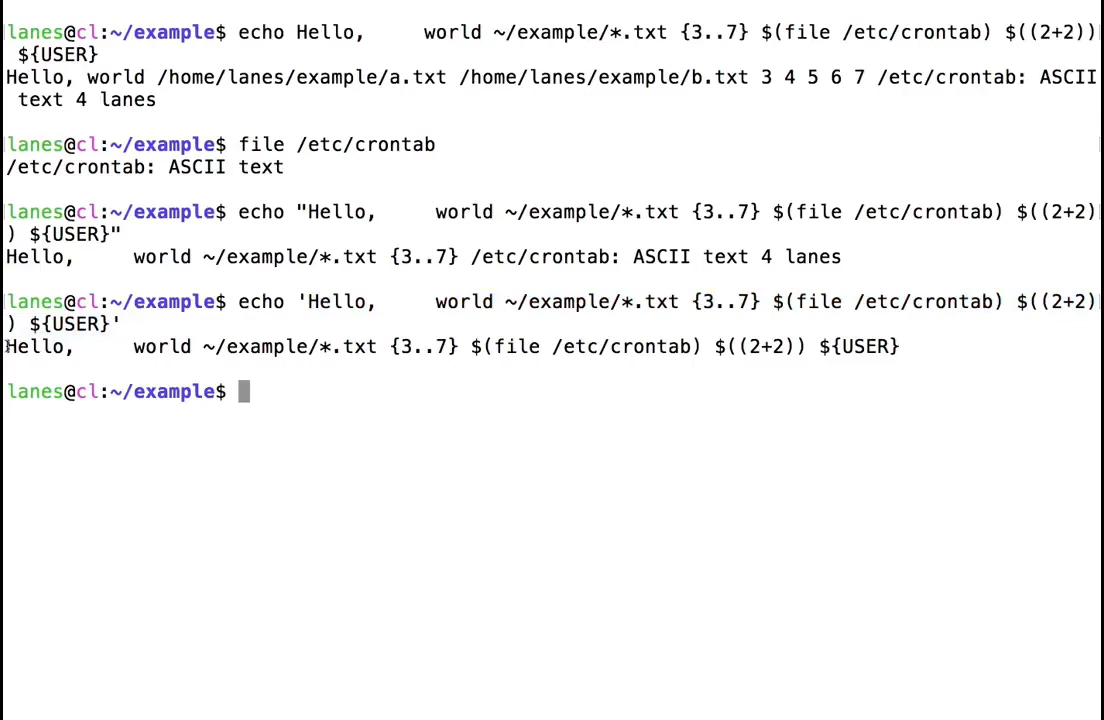 lanes@cl:~/example$ echo Hello,     world ~/example/*.txt {3..7} $(file /etc/crontab) $((2+2))
 ${USER}
Hello, world /home/lanes/example/a.txt /home/lanes/example/b.txt 3 4 5 6 7 /etc/crontab: ASCII
 text 4 lanes
lanes@cl:~/example$ file /etc/crontab
/etc/crontab: ASCII text
lanes@cl:~/example$ echo "Hello,     world ~/example/*.txt {3..7} $(file /etc/crontab) $((2+2)
) ${USER}"
Hello,     world ~/example/*.txt {3..7} /etc/crontab: ASCII text 4 lanes
lanes@cl:~/example$ echo 'Hello,     world ~/example/*.txt {3..7} $(file /etc/crontab) $((2+2)
) ${USER}'
Hello,     world ~/example/*.txt {3..7} $(file /etc/crontab) $((2+2)) ${USER}
lanes@cl:~/example$